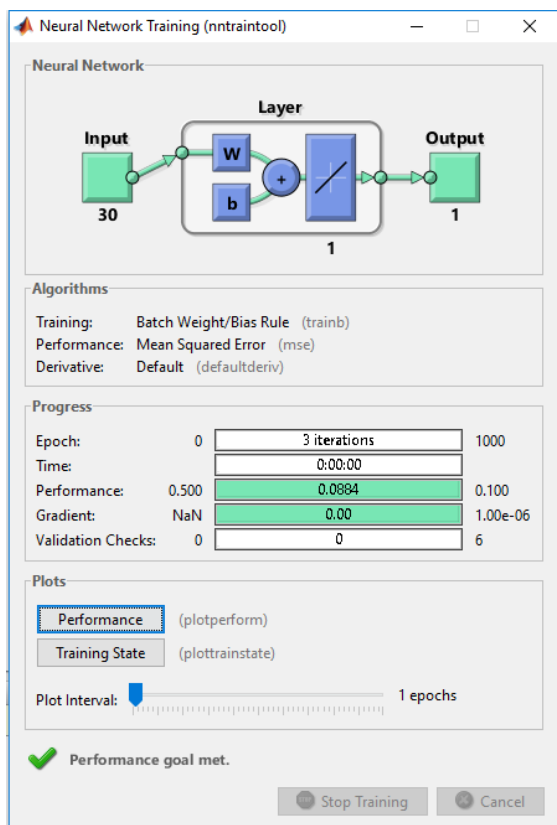 Neural Network Training (nntraintool)
Neural Network
Layer
Input
Output
W
b
+
30
1
1
Algorithms
Training: Batch Weight/Bias Rule (trainb)
Performance: Mean Squared Error (mse)
Derivative: Default (defaultderiv)
Progress
Epoch: 0 3 iterations 1000
Time: 0:00:00
Performance: 0.500 0.0884 0.100
Gradient: NaN 0.00 1.00e-06
Validation Checks: 0 0 6
Plots
Performance (plotperform)
Training State (plottrainstate)
Plot Interval: 1 epochs
Performance goal met.
Stop Training Cancel